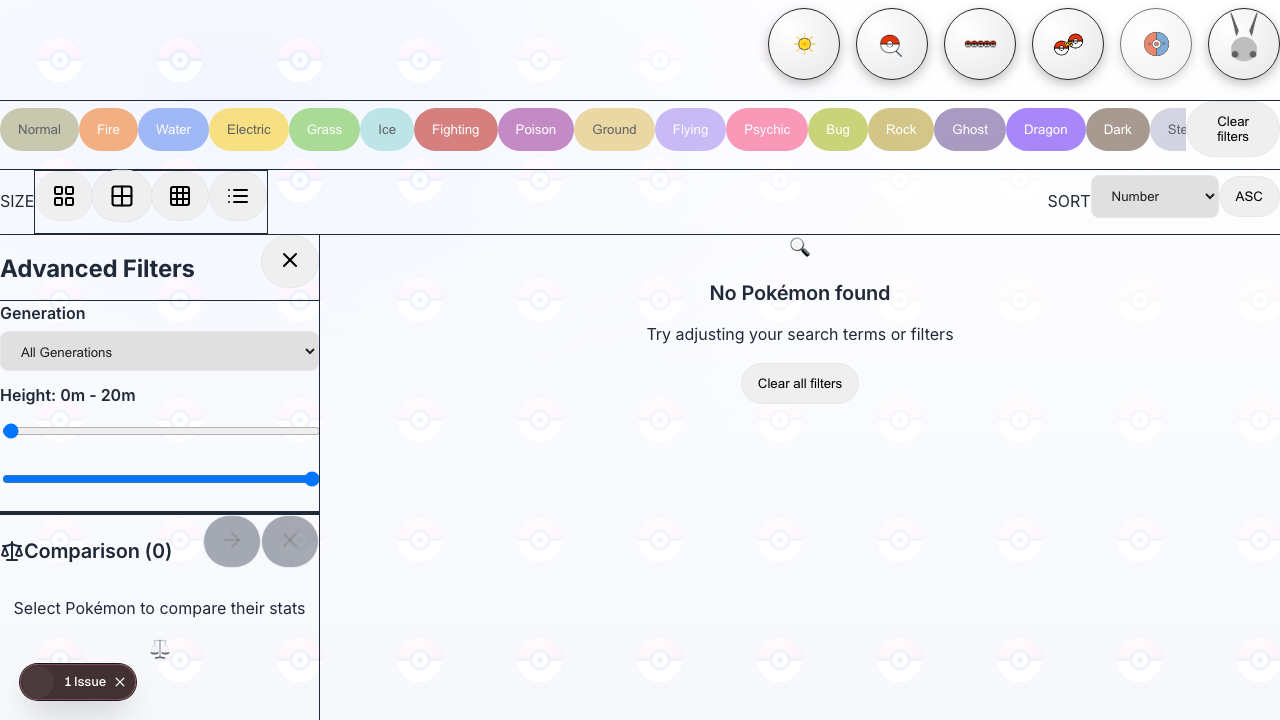 Normal Fire Water Electric Grass Ice Fighting Poison Ground Flying Psychic Bug Rock Ghost Dragon Dark Ste
Clear
filters
SIZE
SORT Number ASC
Advanced Filters
Generation
All Generations
Height: 0m - 20m
Comparison (0)
Select Pokémon to compare their stats
1 Issue
No Pokémon found
Try adjusting your search terms or filters
Clear all filters